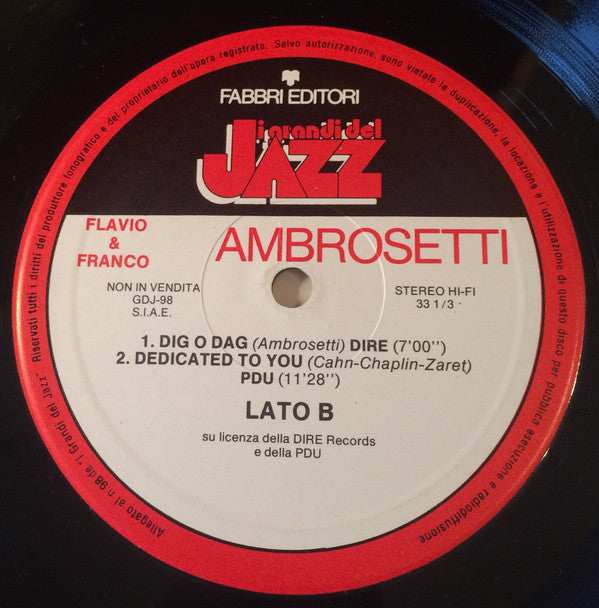 Riservati tutti i diritti del produttore fonografico e del proprietario dell'opera registrata. Salvo autorizzazione, sono vietate la duplicazione, la locazione e l'utilizzazione di questo disco per pubblica esecuzione e radiodiffusione.
FABBRI EDITORI
i grandi del
JAZZ
FLAVIO
&
FRANCO
AMBROSETTI
NON IN VENDITA
GDJ-98
S.I.A.E.
STEREO HI-FI
33 1/3
1. DIG O DAG (Ambrosetti) DIRE (7'00'')
2. DEDICATED TO YOU (Cahn-Chaplin-Zaret)
PDU (11'28'')
LATO B
su licenza della DIRE Records
e della PDU
Allegato al n 98 de "I Grandi del Jazz"